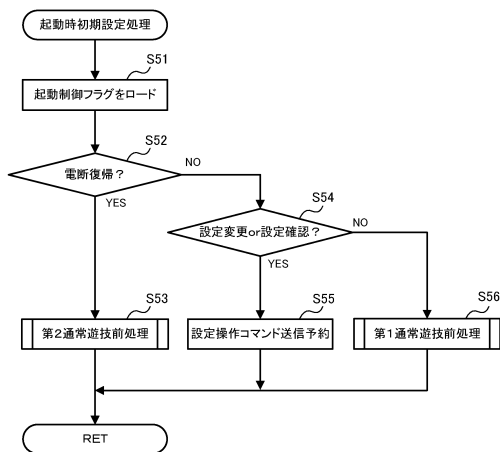 起動時初期設定処理
S51
起動制御フラグをロード
S52
電断復帰？
NO
YES
S54
設定変更or設定確認？
NO
YES
S53
第2通常遊技前処理
S55
設定操作コマンド送信予約
S56
第1通常遊技前処理
RET